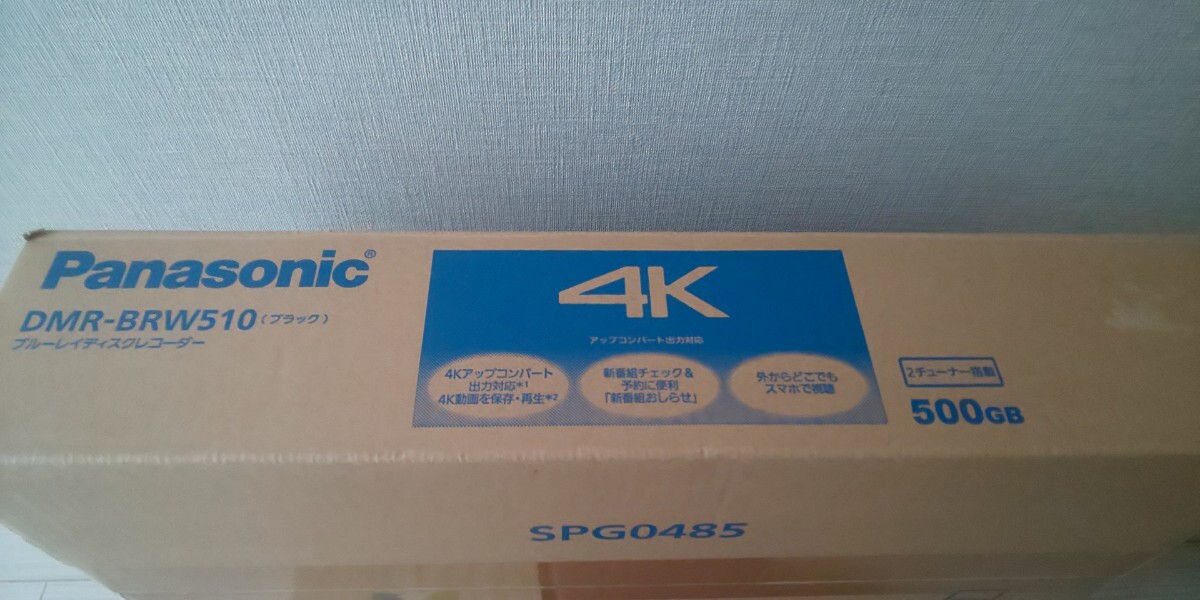 Panasonic®
DMR-BRW510(ブラック)
ブルーレイディスクレコーダー
4K
アップコンバート出力対応
4Kアップコンバート
出力対応*1
4K動画を保存・再生*2
新番組チェック&
予約に便利
「新番組おしらせ」
外からどこでも
スマホで視聴
2チューナー搭載
500GB
SPG0485